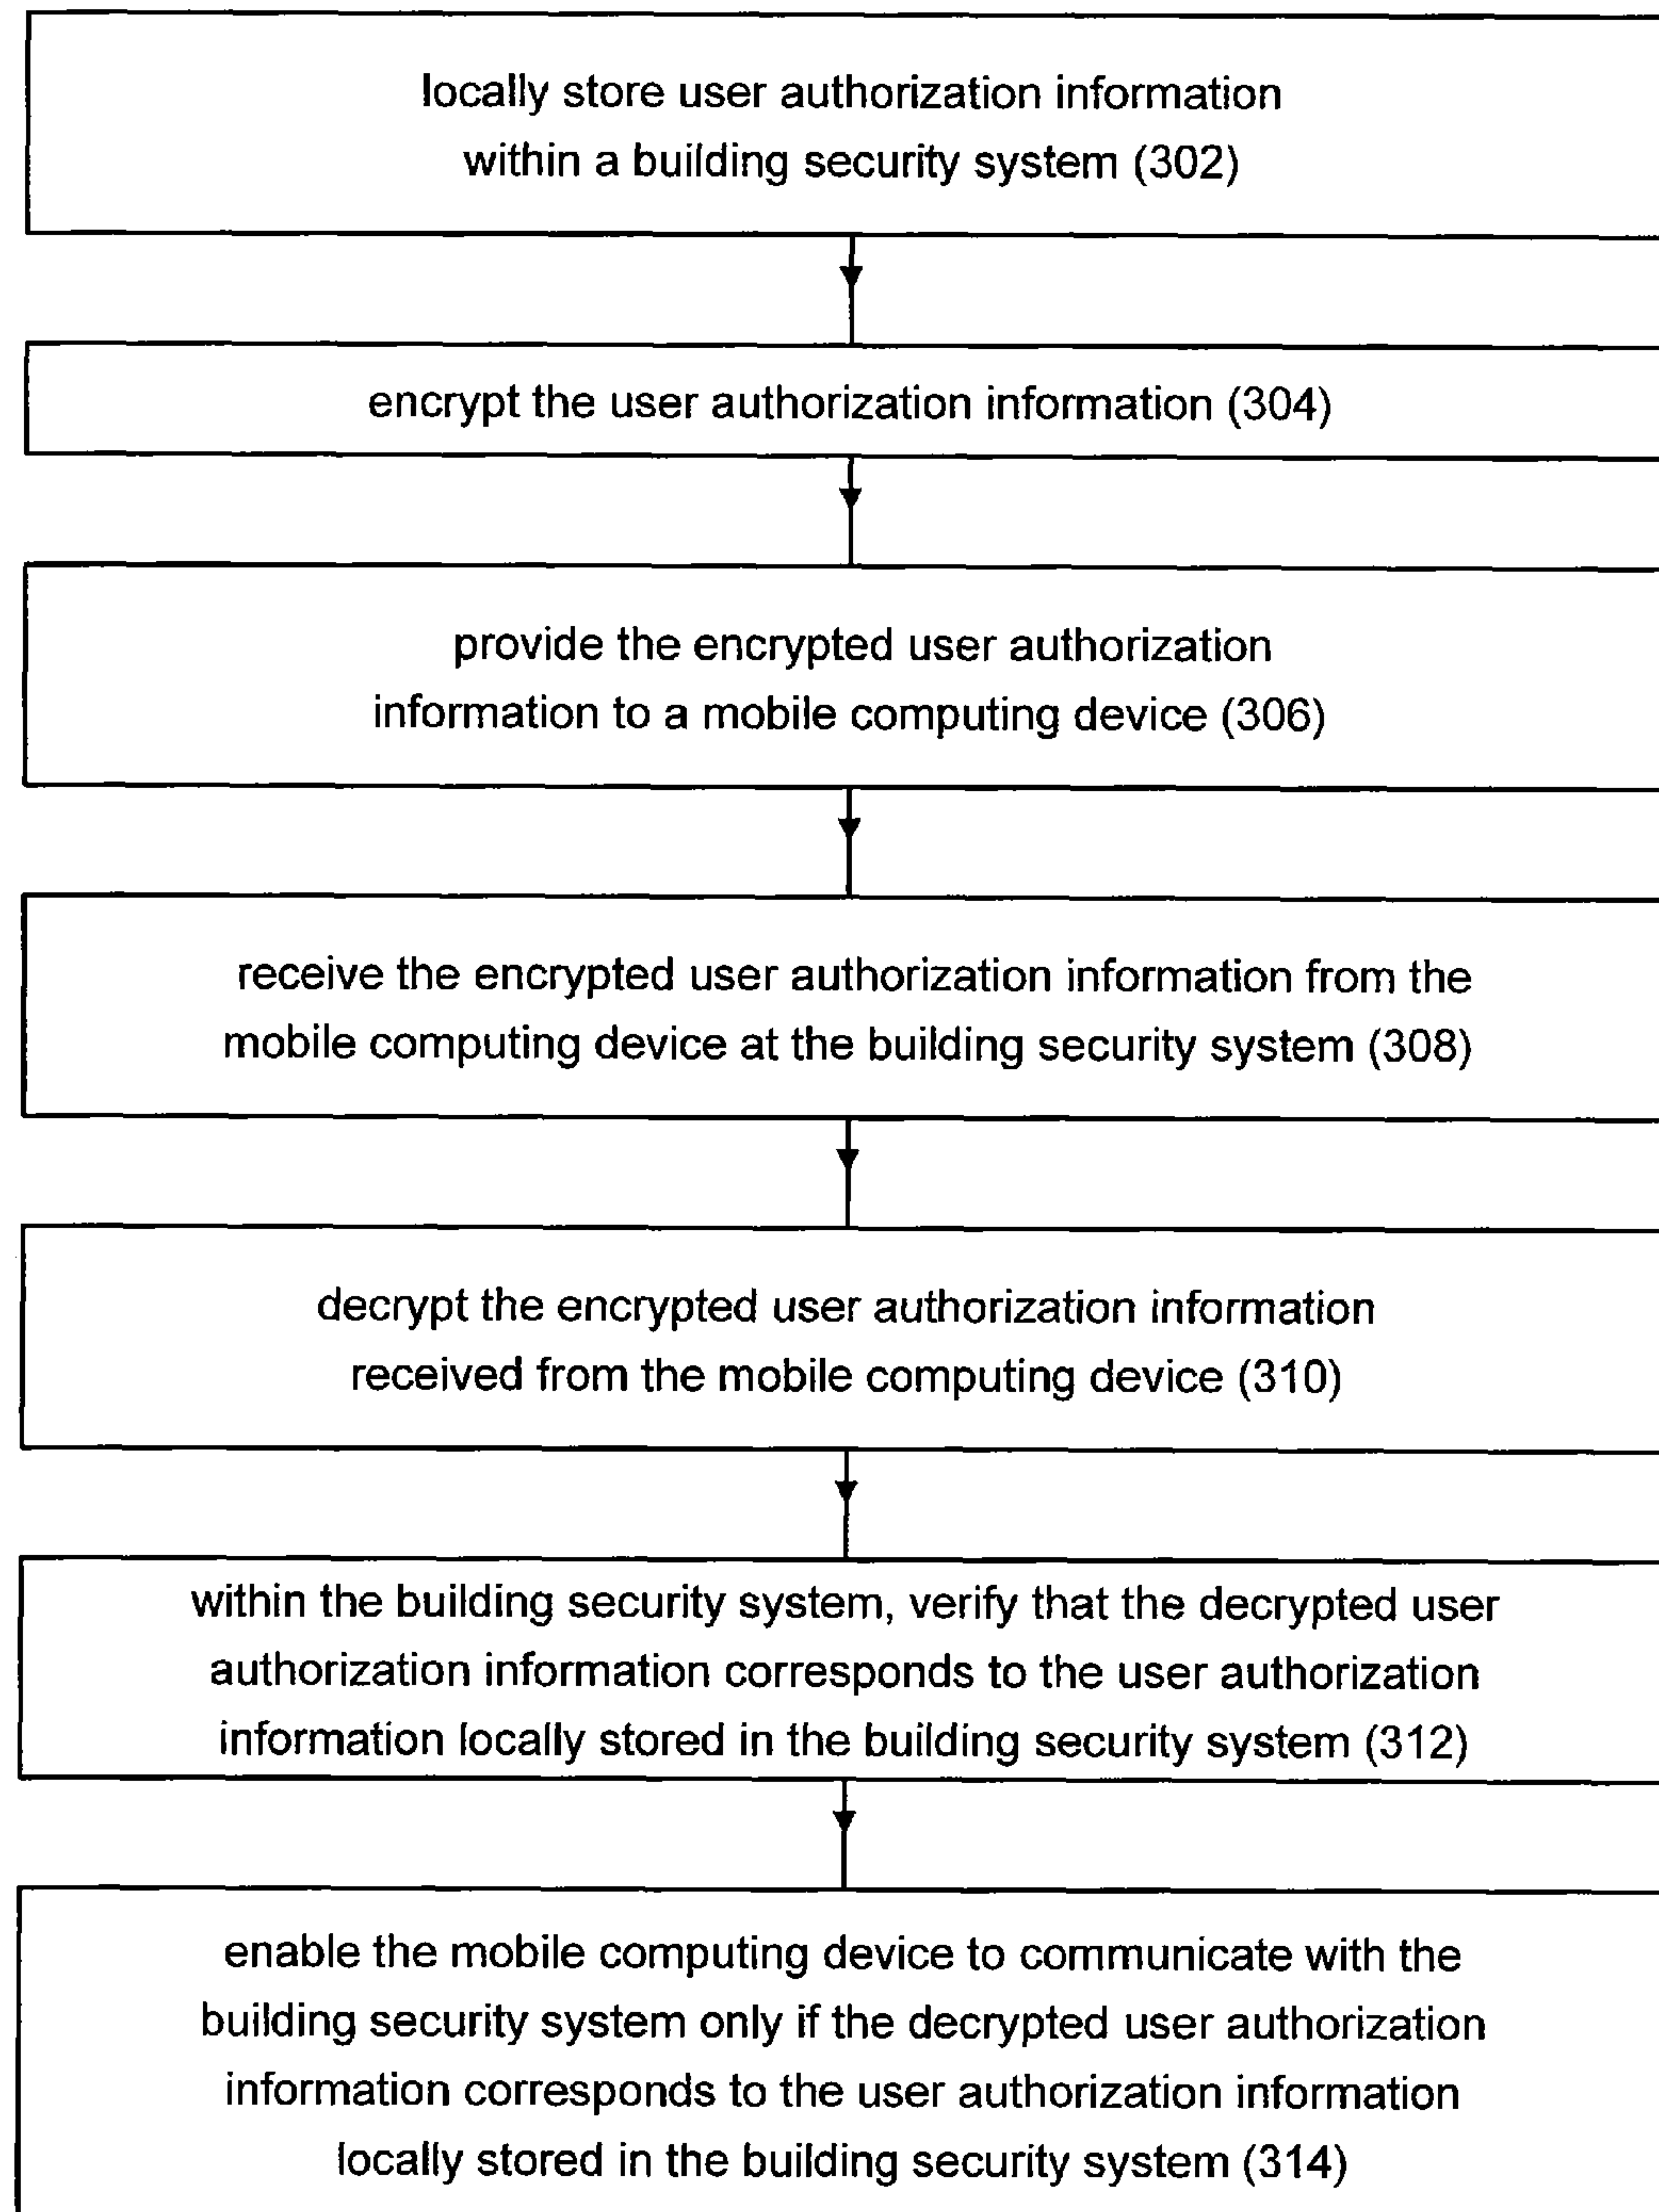 locally store user authorization information
within a building security system (302)
encrypt the user authorization information (304)
provide the encrypted user authorization
information to a mobile computing device (306)
receive the encrypted user authorization information from the
mobile computing device at the building security system (308)
decrypt the encrypted user authorization information
received from the mobile computing device (310)
within the building security system, verify that the decrypted user
authorization information corresponds to the user authorization
information locally stored in the building security system (312)
enable the mobile computing device to communicate with the
building security system only if the decrypted user authorization
information corresponds to the user authorization information
locally stored in the building security system (314)